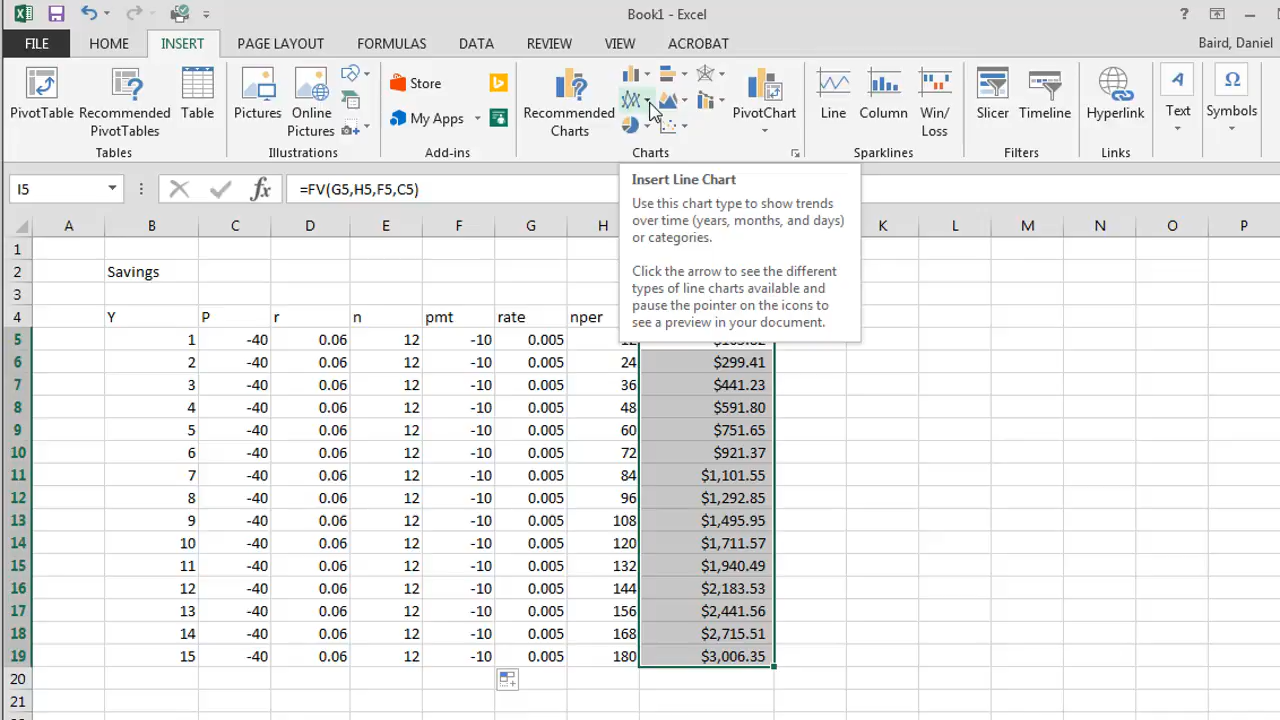 Book1 - Excel
?
FILE HOME INSERT PAGE LAYOUT FORMULAS DATA REVIEW VIEW ACROBAT Baird, Daniel
PivotTable Recommended PivotTables Table
Tables
Pictures Online Pictures
Illustrations
Store
My Apps
Add-ins
Recommended Charts
PivotChart
Charts
Line Column Win/ Loss
Sparklines
Slicer Timeline
Filters
Hyperlink
Links
A Text
Ω Symbols
I5 fx =FV(G5,H5,F5,C5)
Insert Line Chart
Use this chart type to show trends
over time (years, months, and days)
or categories.
Click the arrow to see the different
types of line charts available and
pause the pointer on the icons to
see a preview in your document.
A B C D E F G H K L M N O P
1
2 Savings
3
4 Y P r n pmt rate nper
5 1 -40 0.06 12 -10 0.005
6 2 -40 0.06 12 -10 0.005 24 $299.41
7 3 -40 0.06 12 -10 0.005 36 $441.23
8 4 -40 0.06 12 -10 0.005 48 $591.80
9 5 -40 0.06 12 -10 0.005 60 $751.65
10 6 -40 0.06 12 -10 0.005 72 $921.37
11 7 -40 0.06 12 -10 0.005 84 $1,101.55
12 8 -40 0.06 12 -10 0.005 96 $1,292.85
13 9 -40 0.06 12 -10 0.005 108 $1,495.95
14 10 -40 0.06 12 -10 0.005 120 $1,711.57
15 11 -40 0.06 12 -10 0.005 132 $1,940.49
16 12 -40 0.06 12 -10 0.005 144 $2,183.53
17 13 -40 0.06 12 -10 0.005 156 $2,441.56
18 14 -40 0.06 12 -10 0.005 168 $2,715.51
19 15 -40 0.06 12 -10 0.005 180 $3,006.35
20
21